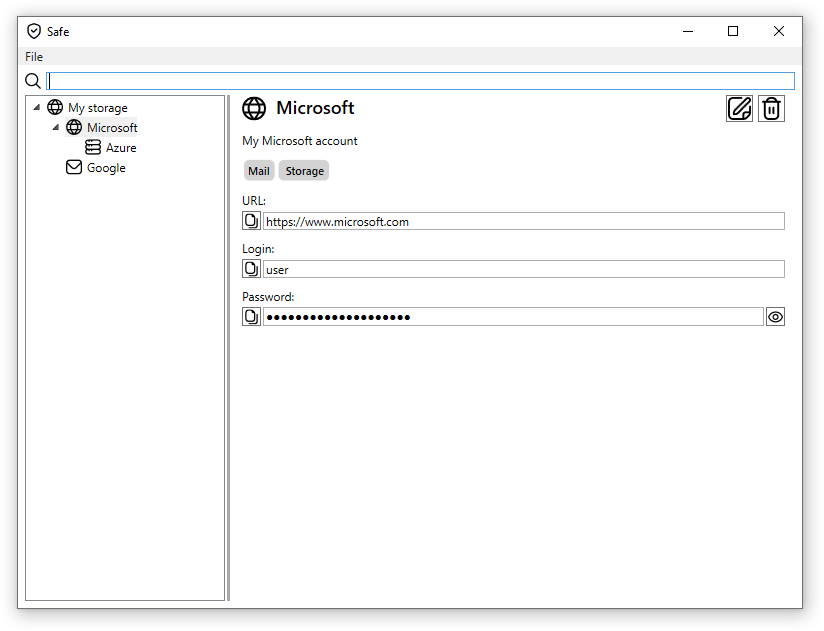 Safe
File
My storage
Microsoft
Azure
Google
Microsoft
My Microsoft account
Mail Storage
URL:
https://www.microsoft.com
Login:
user
Password:
●●●●●●●●●●●●●●●●●●●●